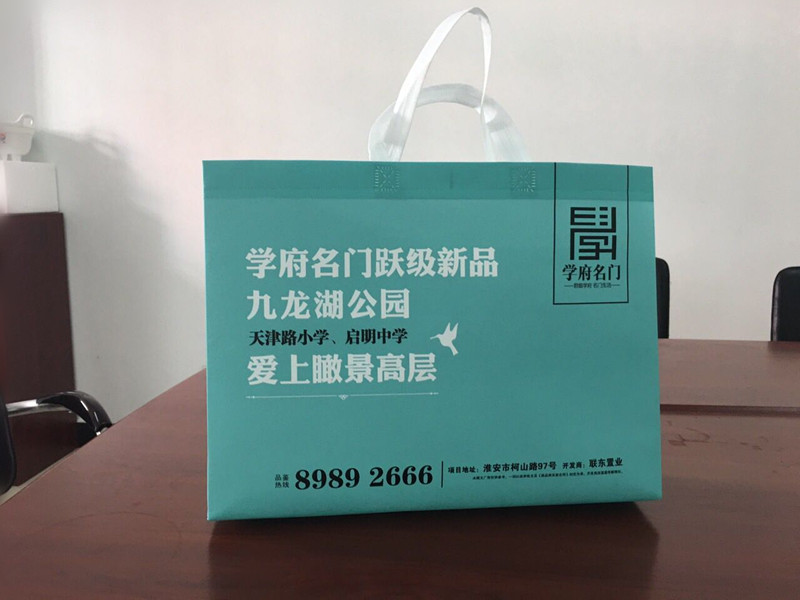 学府名门跃级新品
九龙湖公园
天津路小学、启明中学
爱上瞰景高层
学府名门
品鉴
热线
8989 2666
项目地址：淮安市柯山路97号 开发商：联东置业